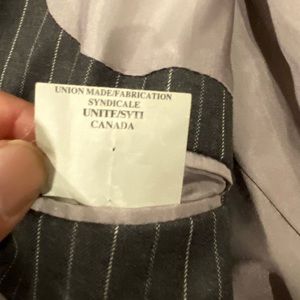 UNION MADE/FABRICATION
SYNDICALE
UNITE/SYTI
CANADA